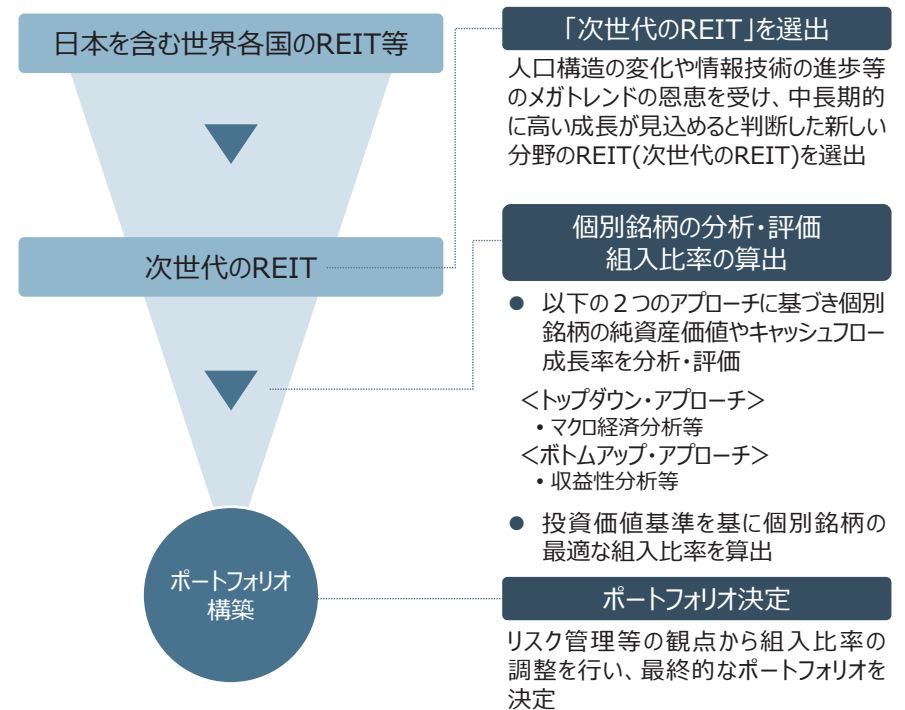 日本を含む世界各国のREIT等
次世代のREIT
ポートフォリオ
構築
「次世代のREIT」を選出
人口構造の変化や情報技術の進歩等
のメガトレンドの恩恵を受け、中長期的
に高い成長が見込めると判断した新しい
分野のREIT(次世代のREIT)を選出
個別銘柄の分析・評価
組入比率の算出
● 以下の２つのアプローチに基づき個別
銘柄の純資産価値やキャッシュフロー
成長率を分析・評価
＜トップダウン・アプローチ＞
・マクロ経済分析等
＜ボトムアップ・アプローチ＞
・収益性分析等
● 投資価値基準を基に個別銘柄の
最適な組入比率を算出
ポートフォリオ決定
リスク管理等の観点から組入比率の
調整を行い、最終的なポートフォリオを
決定